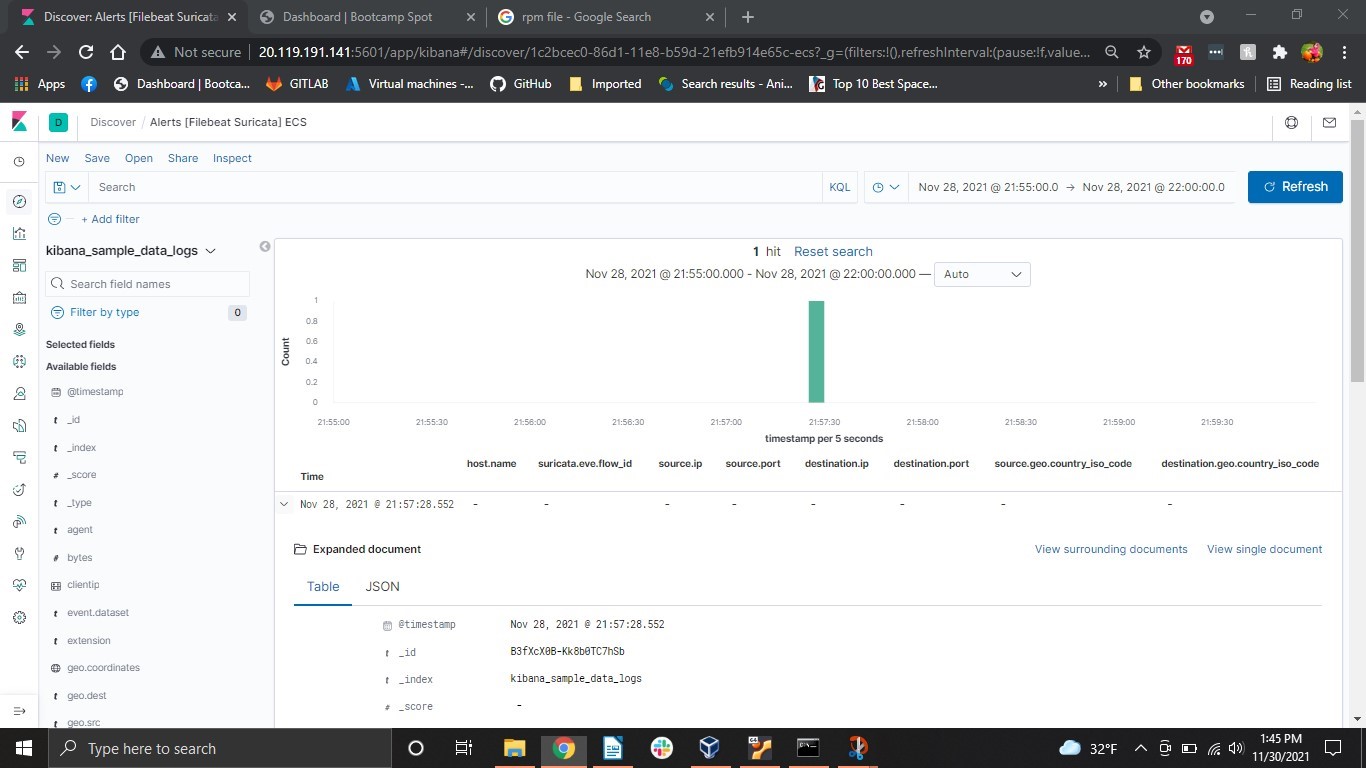 Discover: Alerts [Filebeat Suricata
Dashboard | Bootcamp Spot
rpm file - Google Search
Not secure
20.119.191.141:5601/app/kibana#/discover/1c2bcec0-86d1-11e8-b59d-21efb914e65c-ecs?_g=(filters:!(),refreshInterval:(pause:!f,value...
170
Apps
Dashboard | Bootca...
GITLAB
Virtual machines -...
GitHub
Imported
Search results - Ani...
Top 10 Best Space...
»
Other bookmarks
Reading list
D
Discover / Alerts [Filebeat Suricata] ECS
New Save Open Share Inspect
Search
KQL
Nov 28, 2021 @ 21:55:00.0 → Nov 28, 2021 @ 22:00:00.0
Refresh
+ Add filter
kibana_sample_data_logs
Search field names
Filter by type 0
Selected fields
Available fields
@timestamp
t _id
t _index
# _score
t _type
t agent
# bytes
clientip
t event.dataset
t extension
geo.coordinates
t geo.dest
t geo.src
1 hit Reset search
Nov 28, 2021 @ 21:55:00.000 - Nov 28, 2021 @ 22:00:00.000 — Auto
Count
1
0.8
0.6
0.4
0.2
0
21:55:00 21:55:30 21:56:00 21:56:30 21:57:00 21:57:30 21:58:00 21:58:30 21:59:00 21:59:30
timestamp per 5 seconds
Time host.name suricata.eve.flow_id source.ip source.port destination.ip destination.port source.geo.country_iso_code destination.geo.country_iso_code
Nov 28, 2021 @ 21:57:28.552 - - - - - - - -
Expanded document
View surrounding documents View single document
Table JSON
@timestamp Nov 28, 2021 @ 21:57:28.552
t _id B3fXcX0B-Kk8b0TC7hSb
t _index kibana_sample_data_logs
# _score -
Type here to search
32°F
1:45 PM
11/30/2021